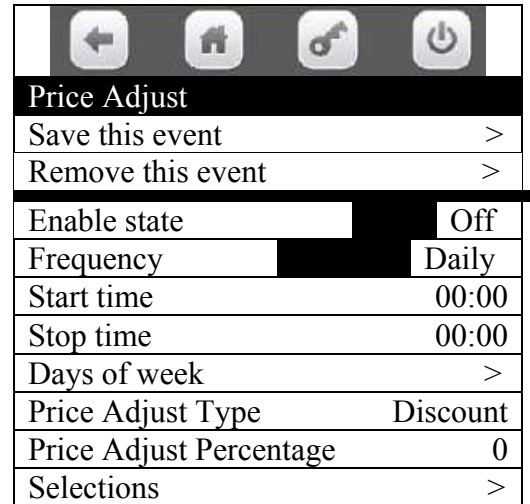 Price Adjust
Save this event >
Remove this event >
Enable state Off
Frequency Daily
Start time 00:00
Stop time 00:00
Days of week >
Price Adjust Type Discount
Price Adjust Percentage 0
Selections >